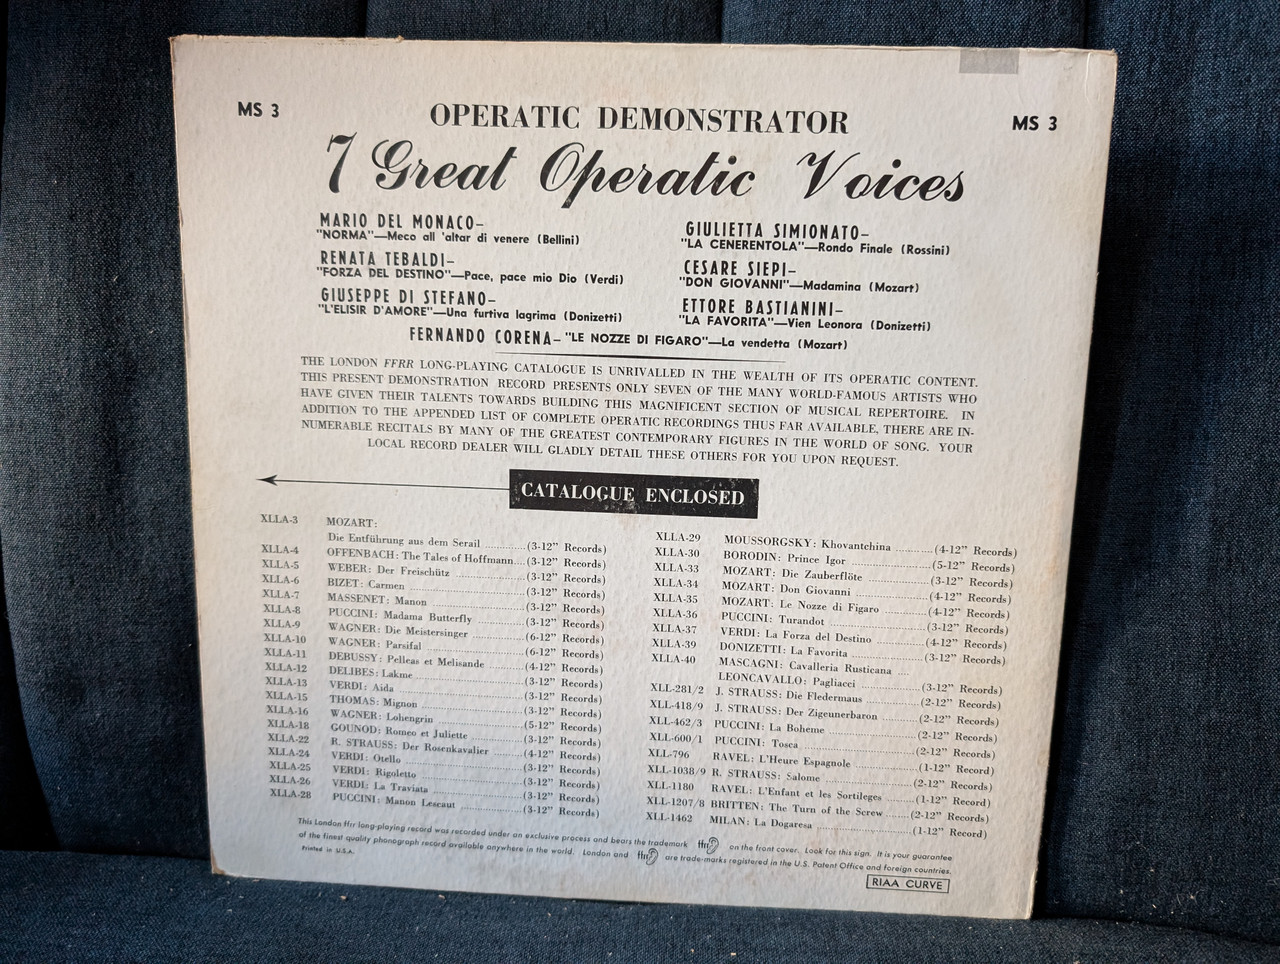 MS 3
OPERATIC DEMONSTRATOR
MS 3
7 Great Operatic Voices
MARIO DEL MONACO—
"NORMA"—Meco all 'altar di venere (Bellini)
RENATA TEBALDI—
"FORZA DEL DESTINO"—Pace, pace mio Dio (Verdi)
GIUSEPPE DI STEFANO—
"L'ELISIR D'AMORE"—Una furtiva lagrima (Donizetti)
GIULIETTA SIMIONATO—
"LA CENERENTOLA"—Rondo Finale (Rossini)
CESARE SIEPI—
"DON GIOVANNI"—Madamina (Mozart)
ETTORE BASTIANINI—
"LA FAVORITA"—Vien Leonora (Donizetti)
FERNANDO CORENA—"LE NOZZE DI FIGARO"—La vendetta (Mozart)
THE LONDON FFRR LONG-PLAYING CATALOGUE IS UNRIVALLED IN THE WEALTH OF ITS OPERATIC CONTENT.
THIS PRESENT DEMONSTRATION RECORD PRESENTS ONLY SEVEN OF THE MANY WORLD-FAMOUS ARTISTS WHO
HAVE GIVEN THEIR TALENTS TOWARDS BUILDING THIS MAGNIFICENT SECTION OF MUSICAL REPERTOIRE. IN
ADDITION TO THE APPENDED LIST OF COMPLETE OPERATIC RECORDINGS THUS FAR AVAILABLE, THERE ARE IN-
NUMERABLE RECITALS BY MANY OF THE GREATEST CONTEMPORARY FIGURES IN THE WORLD OF SONG. YOUR
LOCAL RECORD DEALER WILL GLADLY DETAIL THESE OTHERS FOR YOU UPON REQUEST.
CATALOGUE ENCLOSED
XLLA-3 MOZART:
Die Entführung aus dem Serail ............(3-12" Records)
XLLA-4 OFFENBACH: The Tales of Hoffmann....(3-12" Records)
XLLA-5 WEBER: Der Freischütz ....................(3-12" Records)
XLLA-6 BIZET: Carmen ................................(3-12" Records)
XLLA-7 MASSENET: Manon ..........................(3-12" Records)
XLLA-8 PUCCINI: Madama Butterfly ..............(3-12" Records)
XLLA-9 WAGNER: Die Meistersinger ..............(6-12" Records)
XLLA-10 WAGNER: Parsifal ............................(6-12" Records)
XLLA-11 DEBUSSY: Pelleas et Melisande ..........(4-12" Records)
XLLA-12 DELIBES: Lakme ..............................(3-12" Records)
XLLA-13 VERDI: Aida ....................................(3-12" Records)
XLLA-15 THOMAS: Mignon ............................(3-12" Records)
XLLA-16 WAGNER: Lohengrin ........................(5-12" Records)
XLLA-18 GOUNOD: Romeo et Juliette ..............(3-12" Records)
XLLA-22 R. STRAUSS: Der Rosenkavalier ........(4-12" Records)
XLLA-24 VERDI: Otello ..................................(3-12" Records)
XLLA-25 VERDI: Rigoletto ..............................(3-12" Records)
XLLA-26 VERDI: La Traviata ..........................(3-12" Records)
XLLA-28 PUCCINI: Manon Lescaut ..................(3-12" Records)
XLLA-29 MOUSSORGSKY: Khovantchina ..........(4-12" Records)
XLLA-30 BORODIN: Prince Igor ......................(5-12" Records)
XLLA-33 MOZART: Die Zauberflöte ..................(3-12" Records)
XLLA-34 MOZART: Don Giovanni ....................(4-12" Records)
XLLA-35 MOZART: Le Nozze di Figaro ............(4-12" Records)
XLLA-36 PUCCINI: Turandot ..........................(3-12" Records)
XLLA-37 VERDI: La Forza del Destino ............(4-12" Records)
XLLA-39 DONIZETTI: La Favorita ..................(3-12" Records)
XLLA-40 MASCAGNI: Cavalleria Rusticana ....
LEONCAVALLO: Pagliacci ................(3-12" Records)
XLL-281/2 J. STRAUSS: Die Fledermaus ..............(2-12" Records)
XLL-418/9 J. STRAUSS: Der Zigeunerbaron ........(2-12" Records)
XLL-462/3 PUCCINI: La Boheme ........................(2-12" Records)
XLL-600/1 PUCCINI: Tosca ................................(2-12" Records)
XLL-796 RAVEL: L'Heure Espagnole ................(1-12" Record)
XLL-1038/9 R. STRAUSS: Salome ........................(2-12" Records)
XLL-1180 RAVEL: L'Enfant et les Sortileges ........(1-12" Record)
XLL-1207/8 BRITTEN: The Turn of the Screw ......(2-12" Records)
XLL-1462 MILAN: La Dogaresa ........................(1-12" Record)
This London ffrr long-playing record was recorded under an exclusive process and bears the trademark ffrr on the front cover. Look for this sign. It is your guarantee
of the finest quality phonograph record available anywhere in the world. London and ffrr are trade-marks registered in the U.S. Patent Office and foreign countries.
Printed in U.S.A.
RIAA CURVE